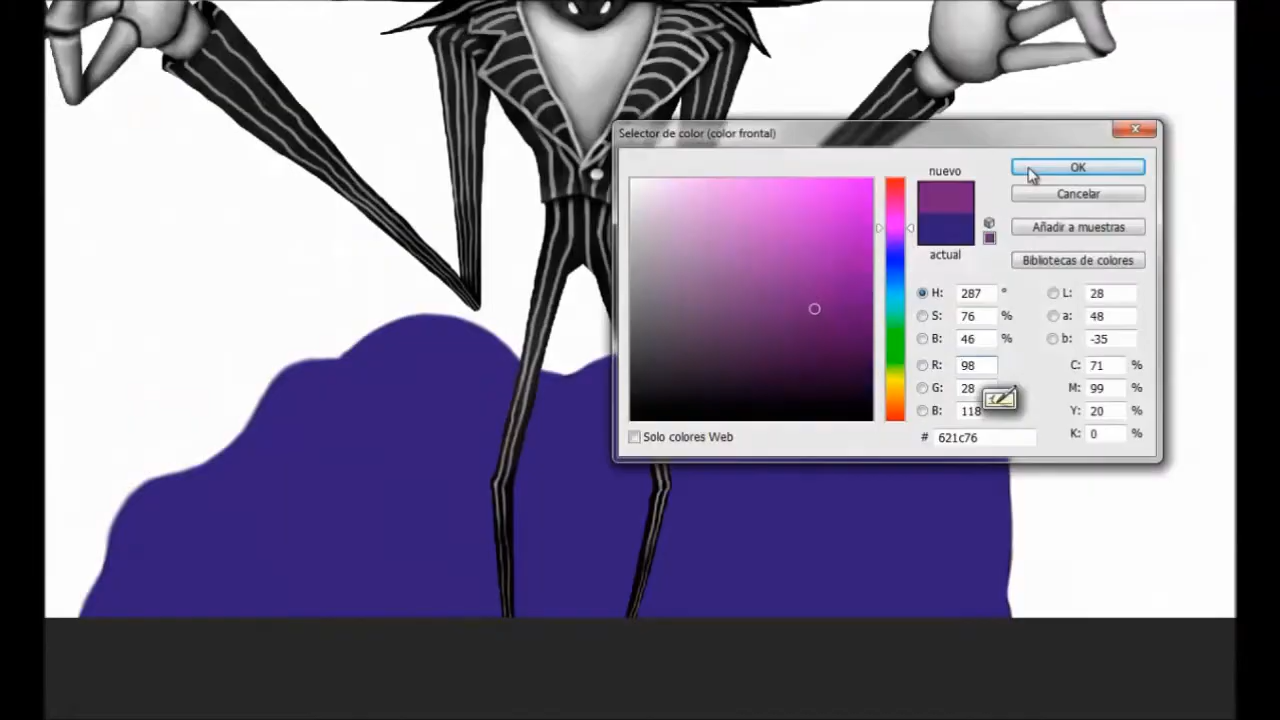 Selector de color (color frontal)
nuevo
OK
Cancelar
Añadir a muestras
actual
Bibliotecas de colores
H: 287 ° L: 28
S: 76 % a: 48
B: 46 % b: -35
R: 98 C: 71 %
G: 28 M: 99 %
B: 118 Y: 20 %
Solo colores Web # 621c76 K: 0 %